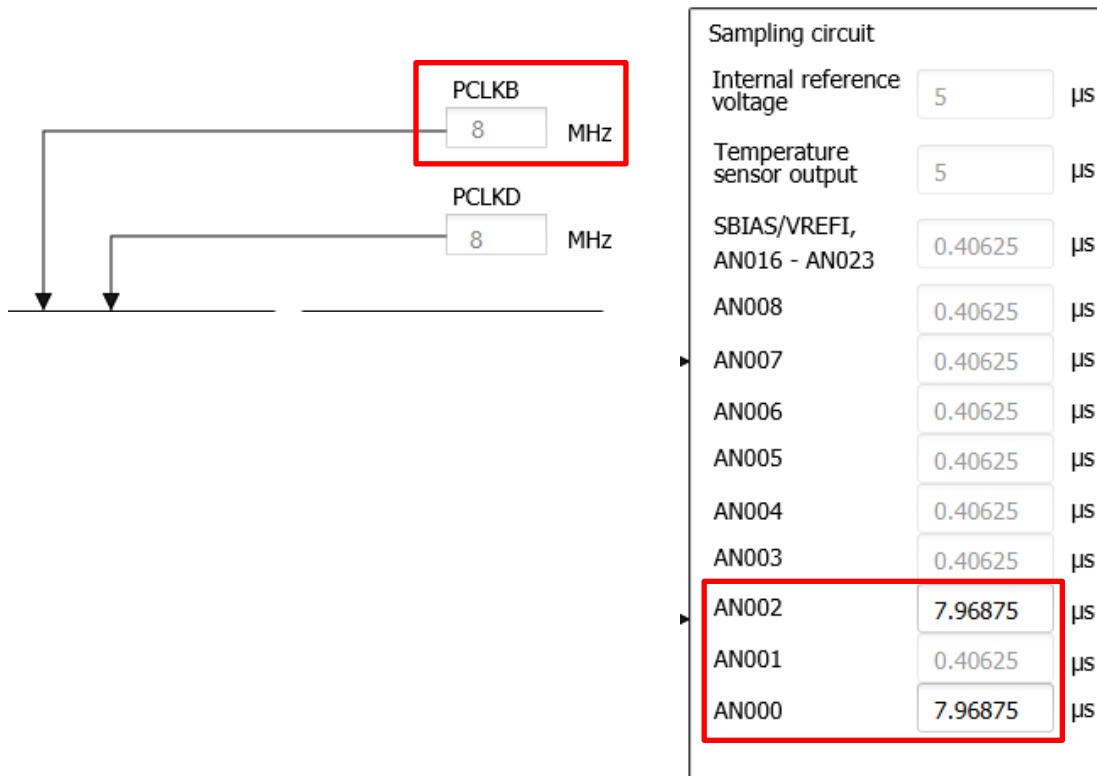 PCLKB
8 MHz
PCLKD
8 MHz
Sampling circuit
Internal reference
voltage
5 µs
Temperature
sensor output
5 µs
SBIAS/VREFI,
AN016 - AN023
0.40625 µs
AN008 0.40625 µs
AN007 0.40625 µs
AN006 0.40625 µs
AN005 0.40625 µs
AN004 0.40625 µs
AN003 0.40625 µs
AN002 7.96875 µs
AN001 0.40625 µs
AN000 7.96875 µs